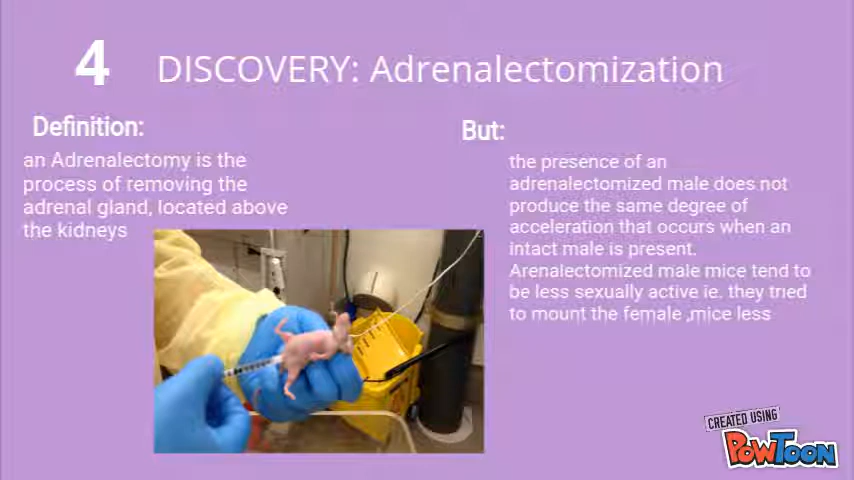 4 DISCOVERY: Adrenalectomization
Definition:
an Adrenalectomy is the
process of removing the
adrenal gland, located above
the kidneys
But:
the presence of an
adrenalectomized male does not
produce the same degree of
acceleration that occurs when an
intact male is present.
Arenalectomized male mice tend to
be less sexually active ie. they tried
to mount the female ,mice less
CREATED USING
POWTOON